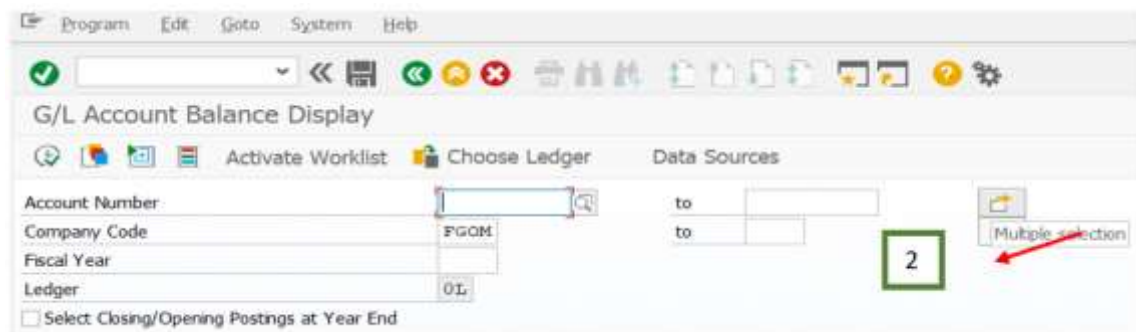 Program Edit Goto System Help
G/L Account Balance Display
Activate Worklist Choose Ledger Data Sources
Account Number to
Company Code FGOM to
Multiple selection
Fiscal Year
2
Ledger 0L
Select Closing/Opening Postings at Year End